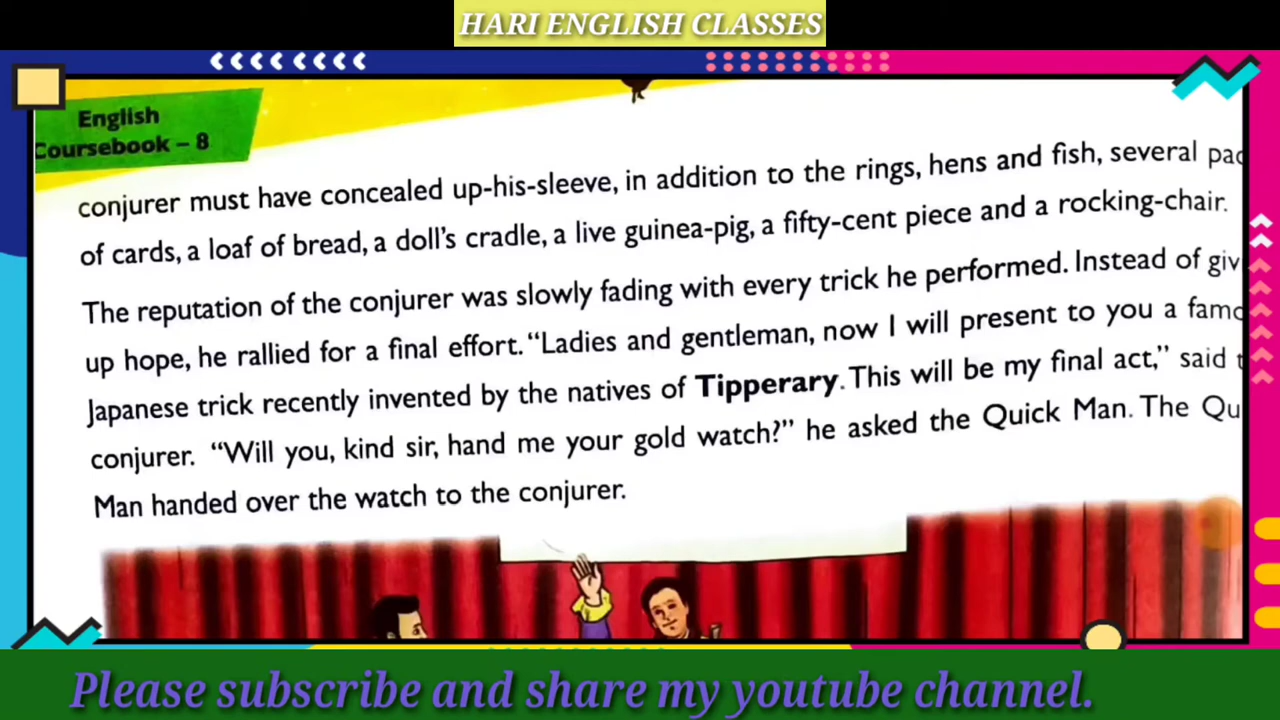 HARI ENGLISH CLASSES
English
Coursebook – 8
conjurer must have concealed up-his-sleeve, in addition to the rings, hens and fish, several
of cards, a loaf of bread, a doll's cradle, a live guinea-pig, a fifty-cent piece and a rocking-chair.
The reputation of the conjurer was slowly fading with every trick he performed. Instead of
up hope, he rallied for a final effort. "Ladies and gentleman, now I will present to you a
Japanese trick recently invented by the natives of Tipperary. This will be my final act," said
conjurer. "Will you, kind sir, hand me your gold watch?" he asked the Quick Man. The
Man handed over the watch to the conjurer.
Please subscribe and share my youtube channel.